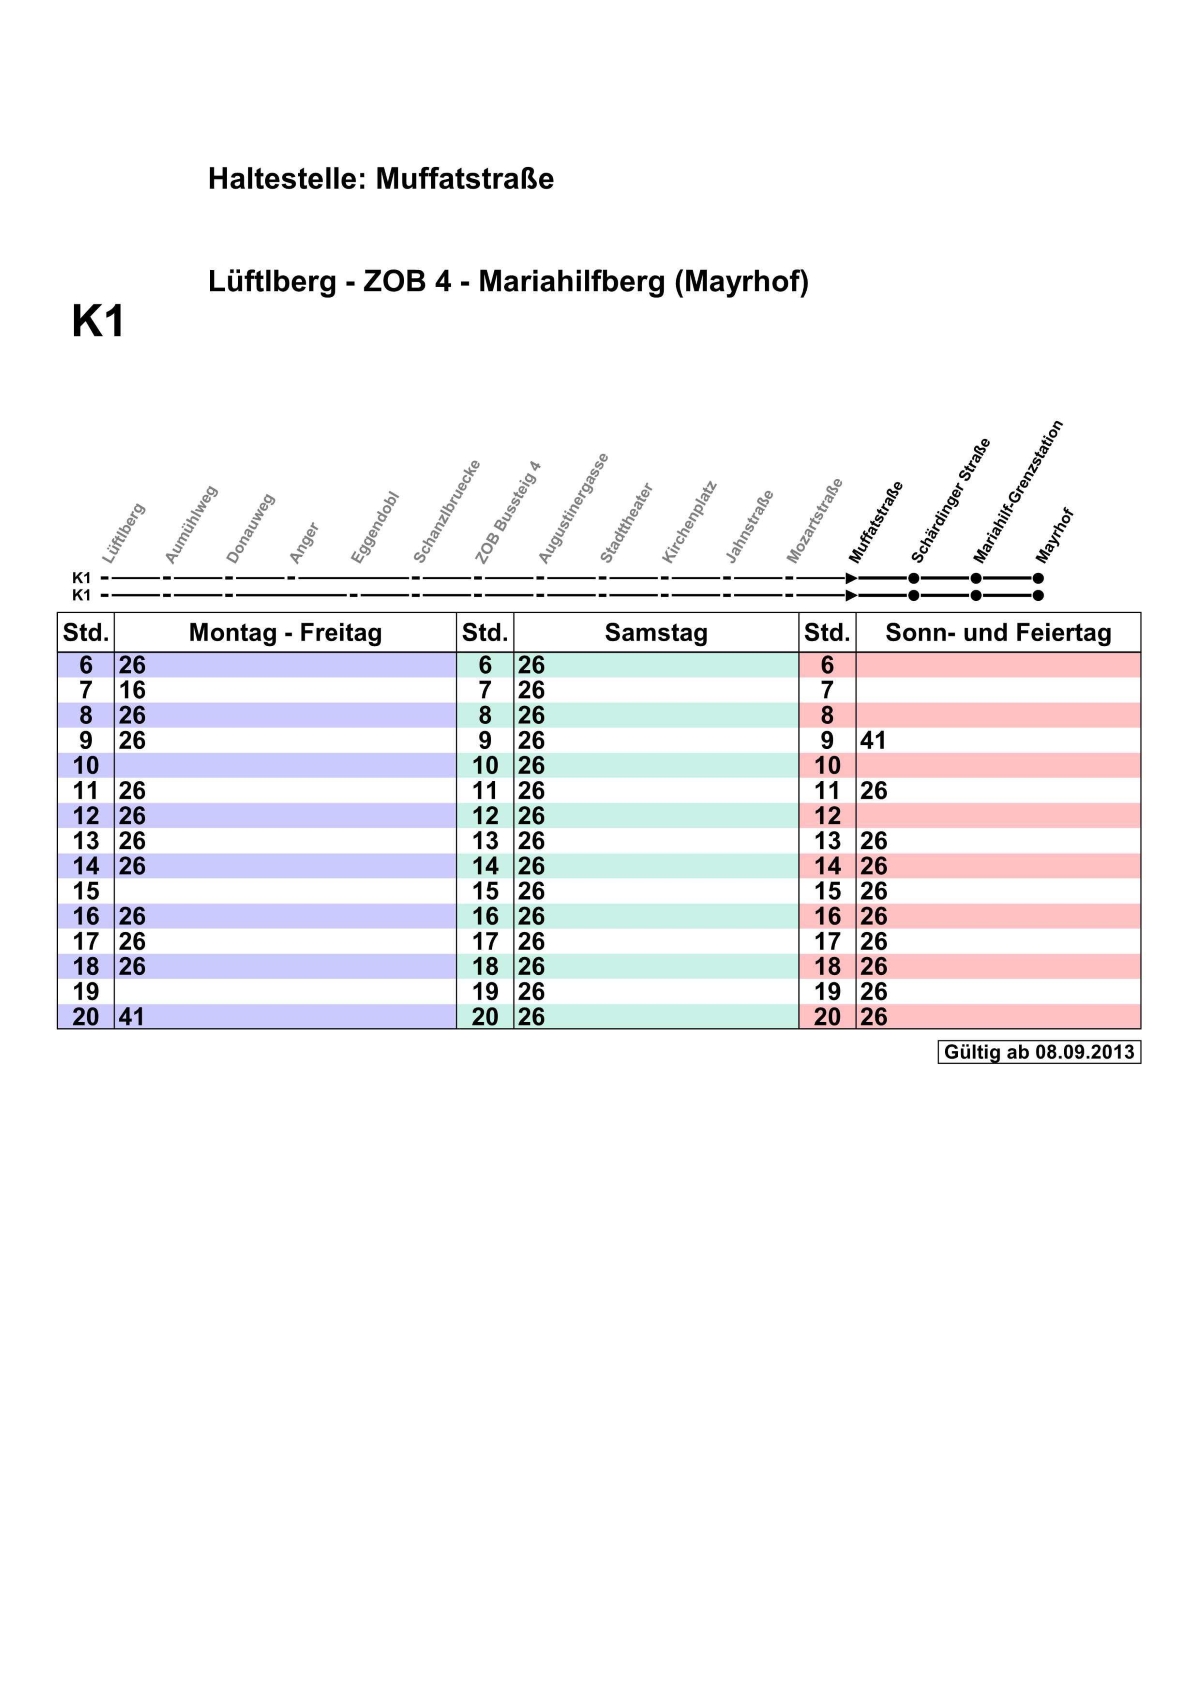 Haltestelle: Muffatstraße
Lüftlberg - ZOB 4 - Mariahilfberg (Mayrhof)
K1
Lüftlberg
Aumühlweg
Donauweg
Anger
Eggendobl
Schanzlbruecke
ZOB Bussteig 4
Augustinergasse
Stadttheater
Kirchenplatz
Jahnstraße
Mozartstraße
Muffatstraße
Schärdinger Straße
Mariahilf-Grenzstation
Mayrhof
K1
K1
Std. Montag - Freitag Std. Samstag Std. Sonn- und Feiertag
6 26 6 26 6
7 16 7 26 7
8 26 8 26 8
9 26 9 26 9 41
10 10 26 10
11 26 11 26 11 26
12 26 12 26 12
13 26 13 26 13 26
14 26 14 26 14 26
15 15 26 15 26
16 26 16 26 16 26
17 26 17 26 17 26
18 26 18 26 18 26
19 19 26 19 26
20 41 20 26 20 26
Gültig ab 08.09.2013